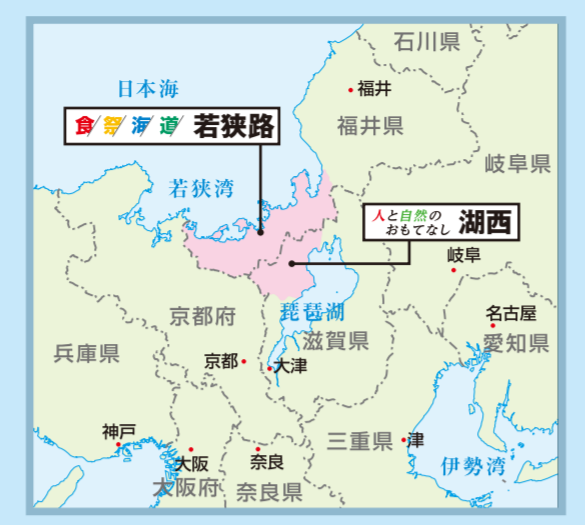 石川県
日本海
福井
食/祭/海/道/ 若狭路
福井県
岐阜県
若狭湾
人と自然の
おもてなし 湖西
岐阜
琵琶湖
名古屋
京都府
滋賀県
愛知県
兵庫県
京都
大津
神戸
三重県
津
大阪
奈良
伊勢湾
大阪府
奈良県